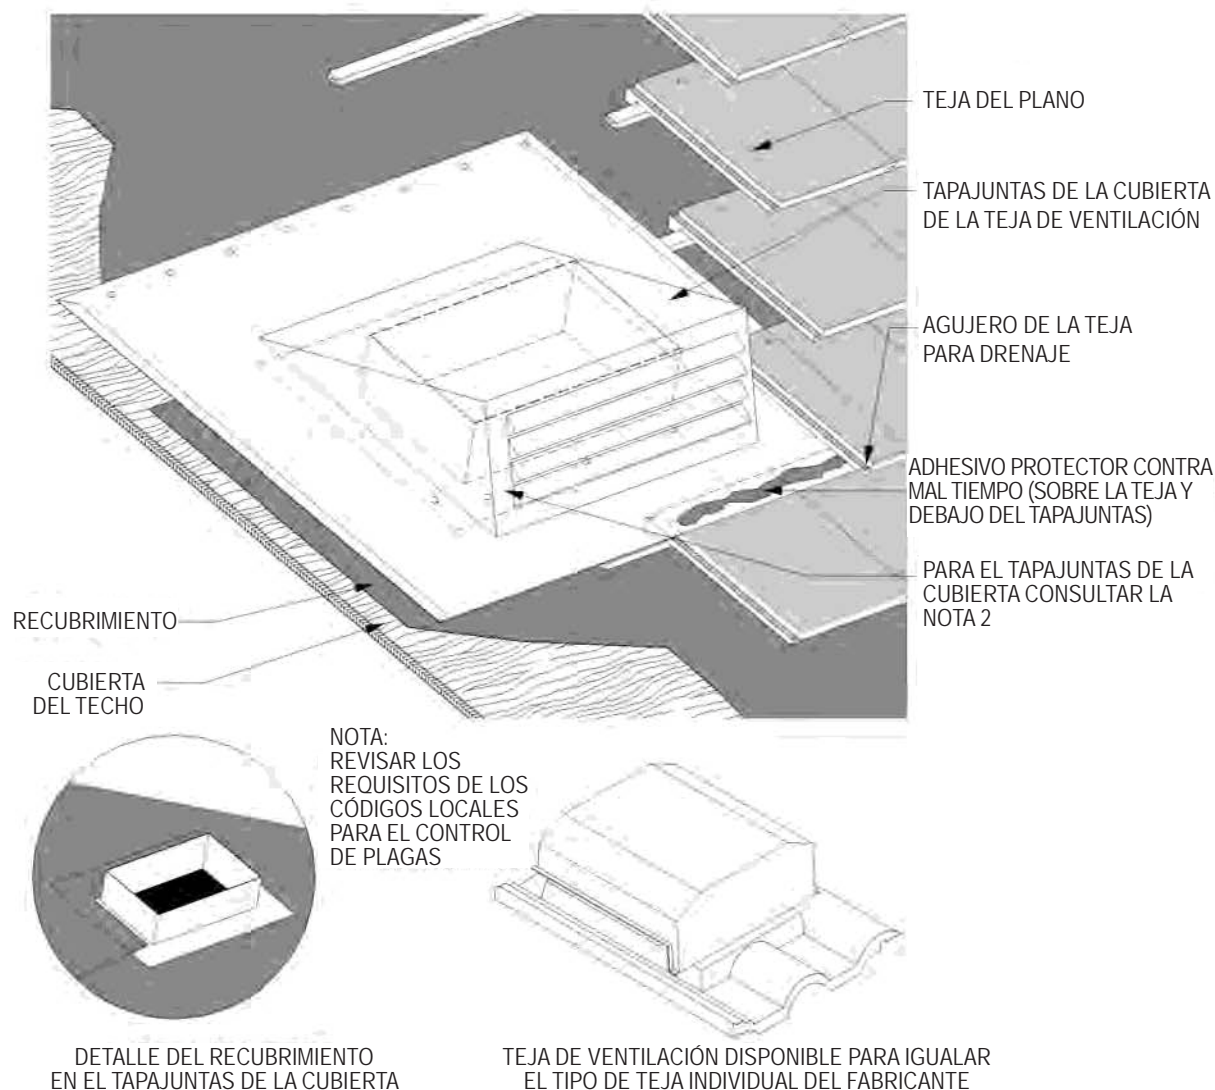 TEJA DEL PLANO
TAPAJUNTAS DE LA CUBIERTA
DE LA TEJA DE VENTILACIÓN
AGUJERO DE LA TEJA
PARA DRENAJE
ADHESIVO PROTECTOR CONTRA
MAL TIEMPO (SOBRE LA TEJA Y
DEBAJO DEL TAPAJUNTAS)
PARA EL TAPAJUNTAS DE LA
CUBIERTA CONSULTAR LA
NOTA 2
RECUBRIMIENTO
CUBIERTA
DEL TECHO
NOTA:
REVISAR LOS
REQUISITOS DE LOS
CÓDIGOS LOCALES
PARA EL CONTROL
DE PLAGAS
DETALLE DEL RECUBRIMIENTO
EN EL TAPAJUNTAS DE LA CUBIERTA
TEJA DE VENTILACIÓN DISPONIBLE PARA IGUALAR
EL TIPO DE TEJA INDIVIDUAL DEL FABRICANTE